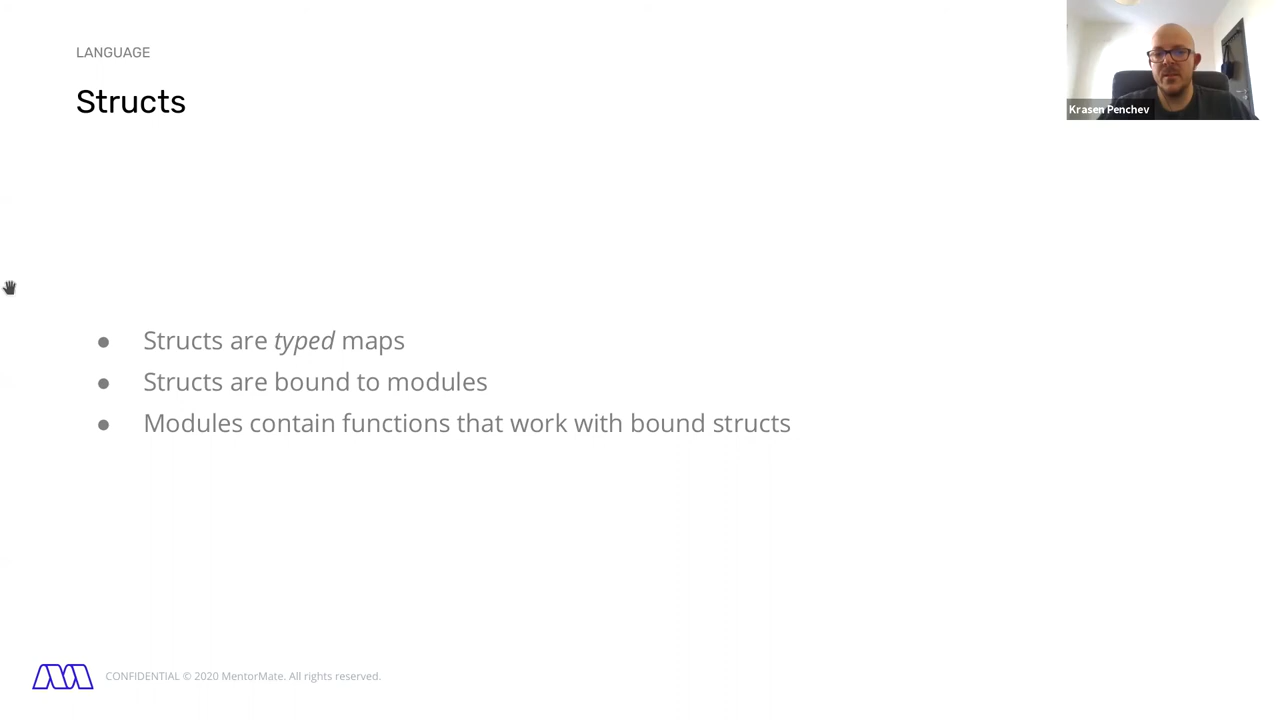 LANGUAGE
Structs
Krasen Penchev
● Structs are typed maps
● Structs are bound to modules
● Modules contain functions that work with bound structs
CONFIDENTIAL © 2020 MentorMate. All rights reserved.